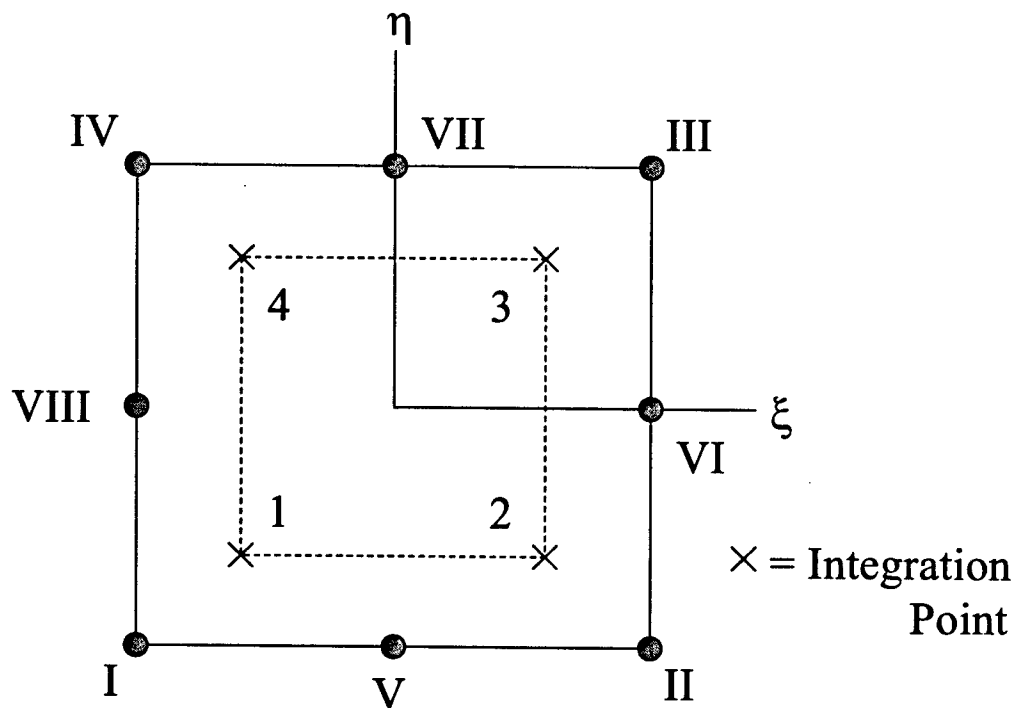 η
IV
VII
III
4
3
VIII
ξ
VI
1
2
× = Integration
Point
I
V
II